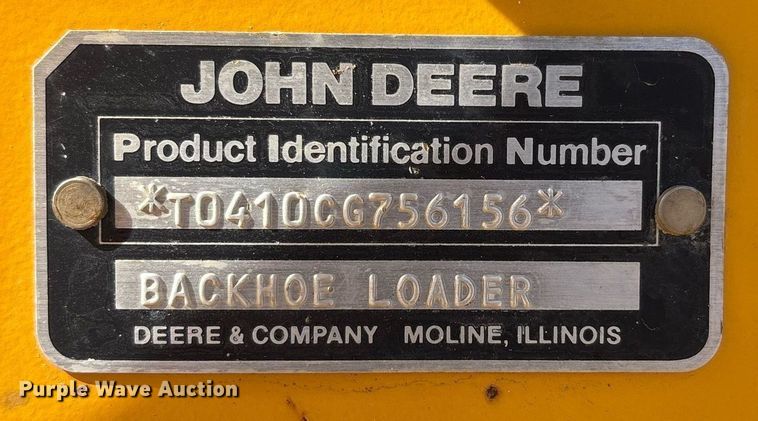 JOHN DEERE
Product Identification Number
*T0410CG756156*
BACKHOE LOADER
DEERE & COMPANY MOLINE, ILLINOIS
Purple Wave Auction